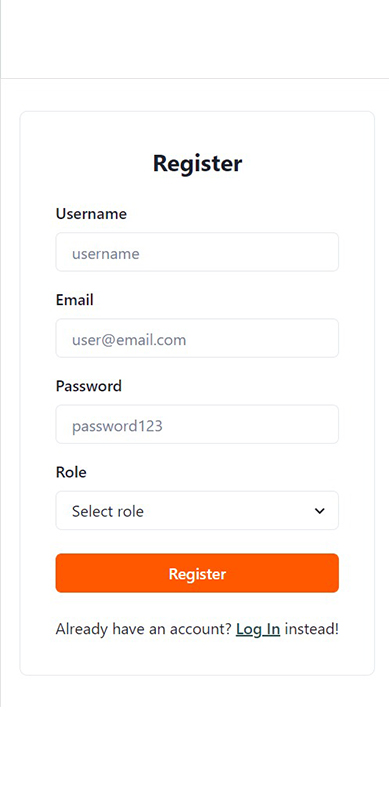 Register
Username
username
Email
user@email.com
Password
password123
Role
Select role
Register
Already have an account? Log In instead!